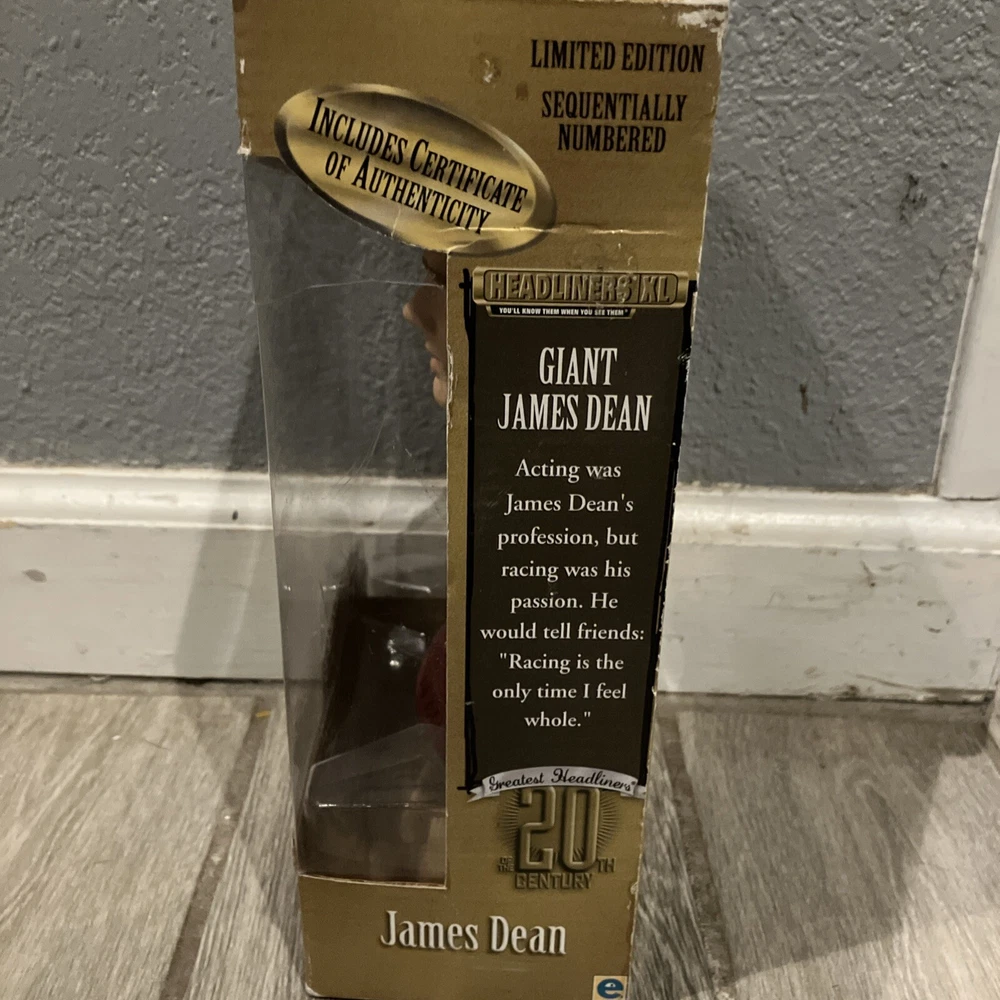 LIMITED EDITION
SEQUENTIALLY
NUMBERED
INCLUDES CERTIFICATE
OF AUTHENTICITY
HEADLINERS XL
YOU'LL KNOW THEM WHEN YOU SEE THEM
GIANT
JAMES DEAN
Acting was
James Dean's
profession, but
racing was his
passion. He
would tell friends:
"Racing is the
only time I feel
whole."
Greatest Headliners
OF THE 20TH
CENTURY
James Dean
e